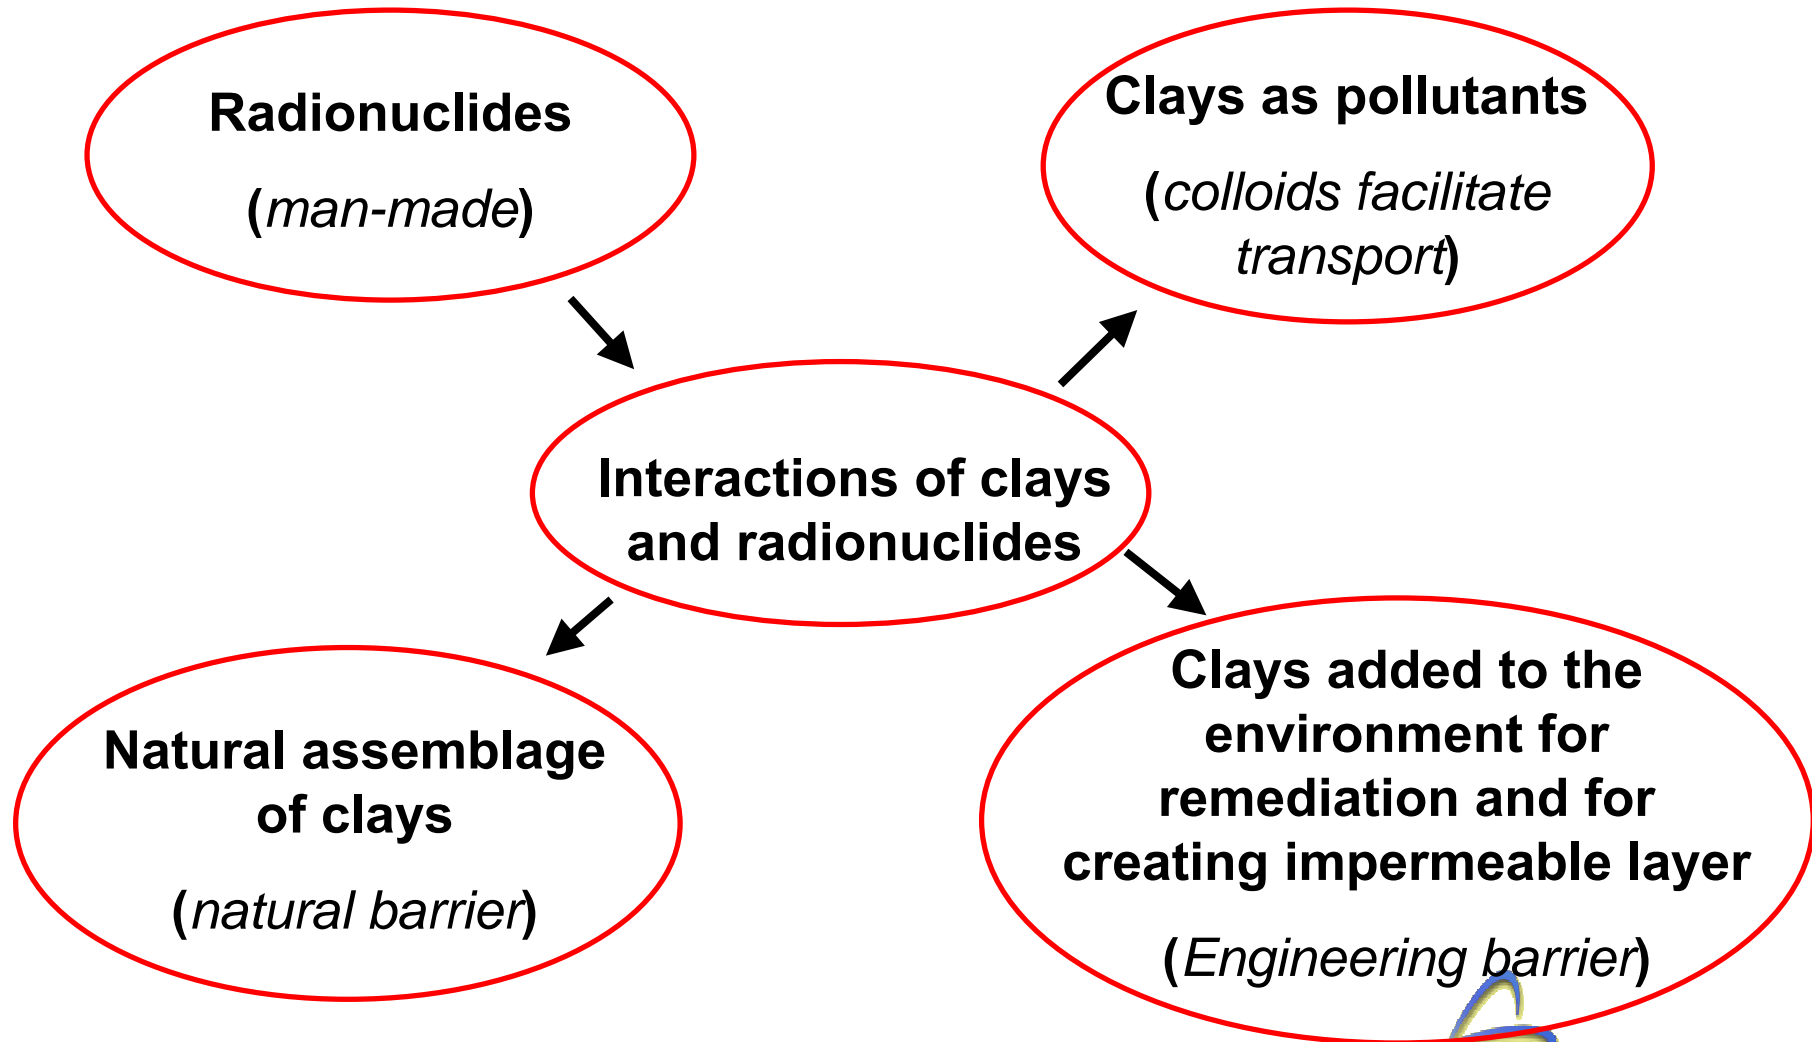 Radionuclides
(man-made)
Clays as pollutants
(colloids facilitate
transport)
Interactions of clays
and radionuclides
Natural assemblage
of clays
(natural barrier)
Clays added to the
environment for
remediation and for
creating impermeable layer
(Engineering barrier)